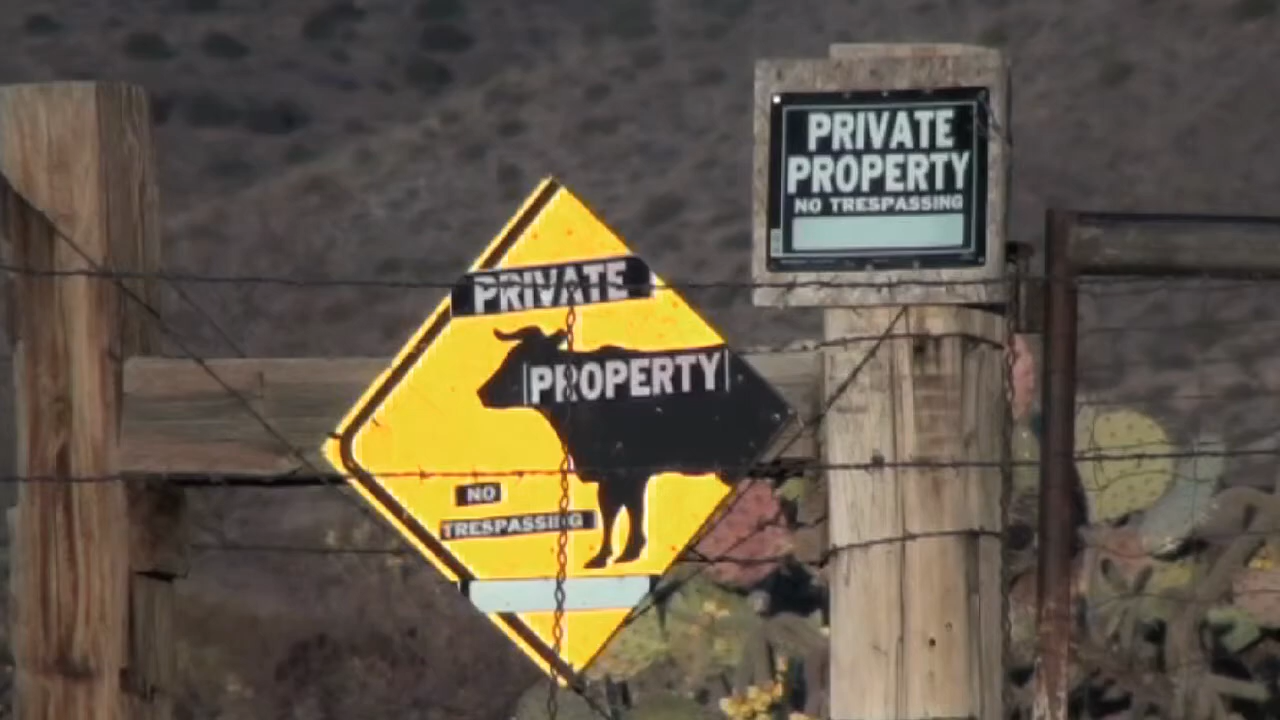 PRIVATE
PROPERTY
NO
TRESPASSING
PRIVATE
PROPERTY
NO TRESPASSING